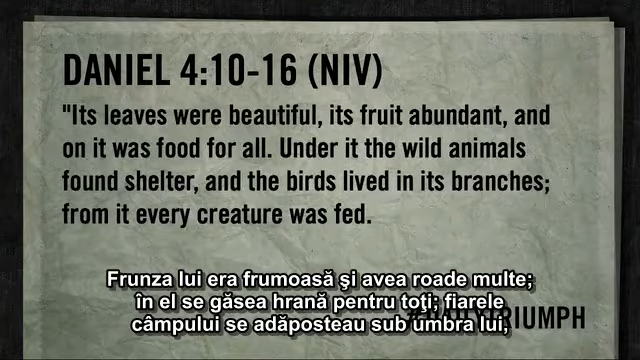 DANIEL 4:10-16 (NIV)
"Its leaves were beautiful, its fruit abundant, and
on it was food for all. Under it the wild animals
found shelter, and the birds lived in its branches;
from it every creature was fed.
Frunza lui era frumoasă şi avea roade multe;
în el se găsea hrană pentru toţi; fiarele
câmpului se adăposteau sub umbra lui,